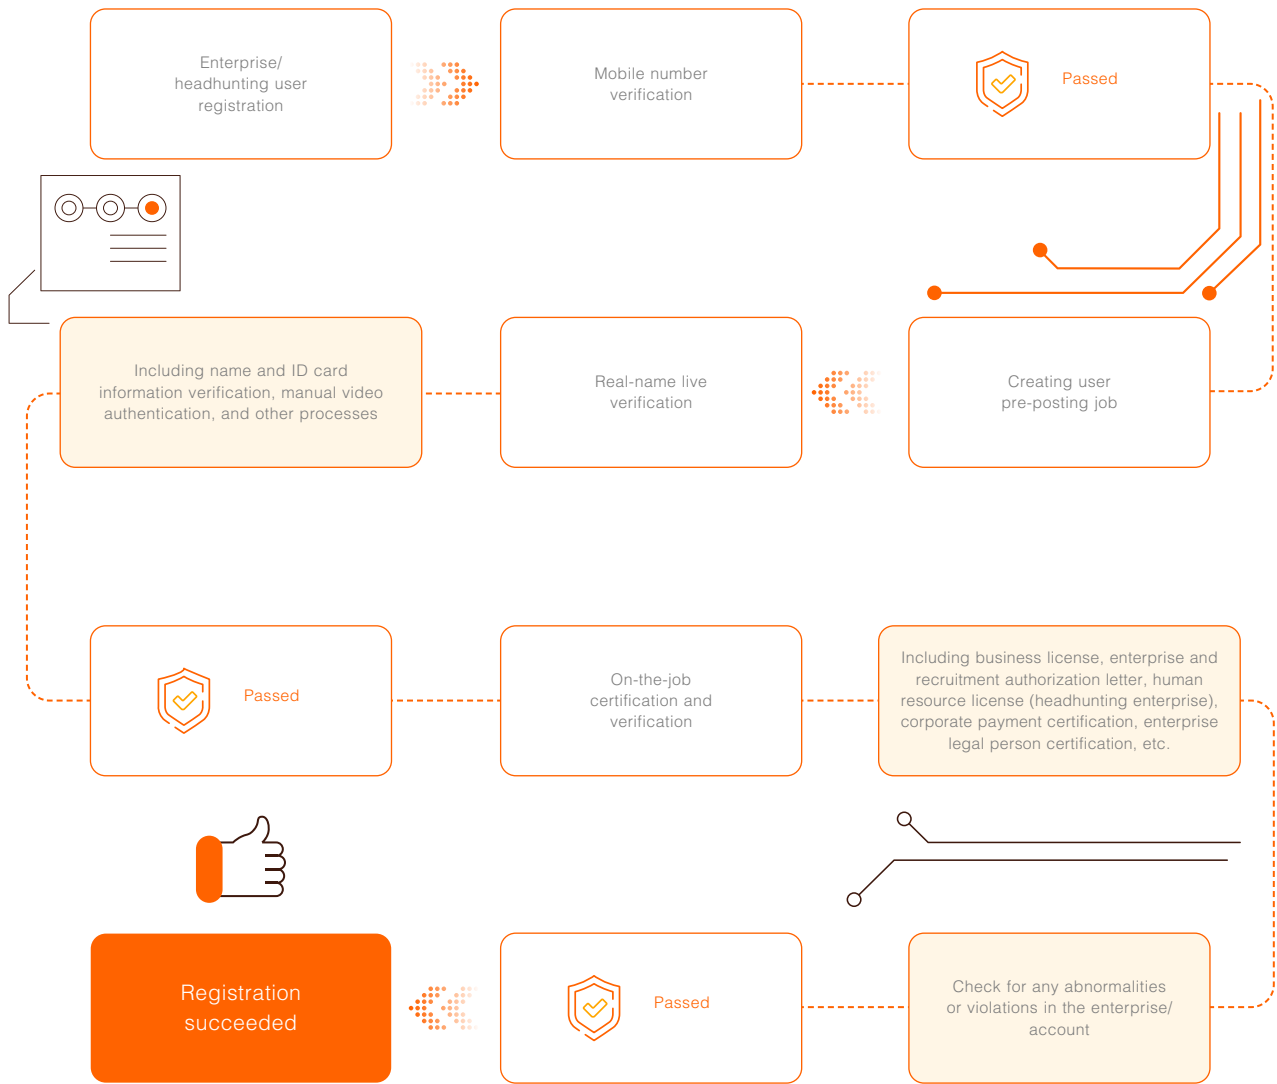 Enterprise/
headhunting user
registration
Mobile number
verification
Passed
Including name and ID card
information verification, manual video
authentication, and other processes
Real-name live
verification
Creating user
pre-posting job
Passed
On-the-job
certification and
verification
Including business license, enterprise and
recruitment authorization letter, human
resource license (headhunting enterprise),
corporate payment certification, enterprise
legal person certification, etc.
Registration
succeeded
Passed
Check for any abnormalities
or violations in the enterprise/
account